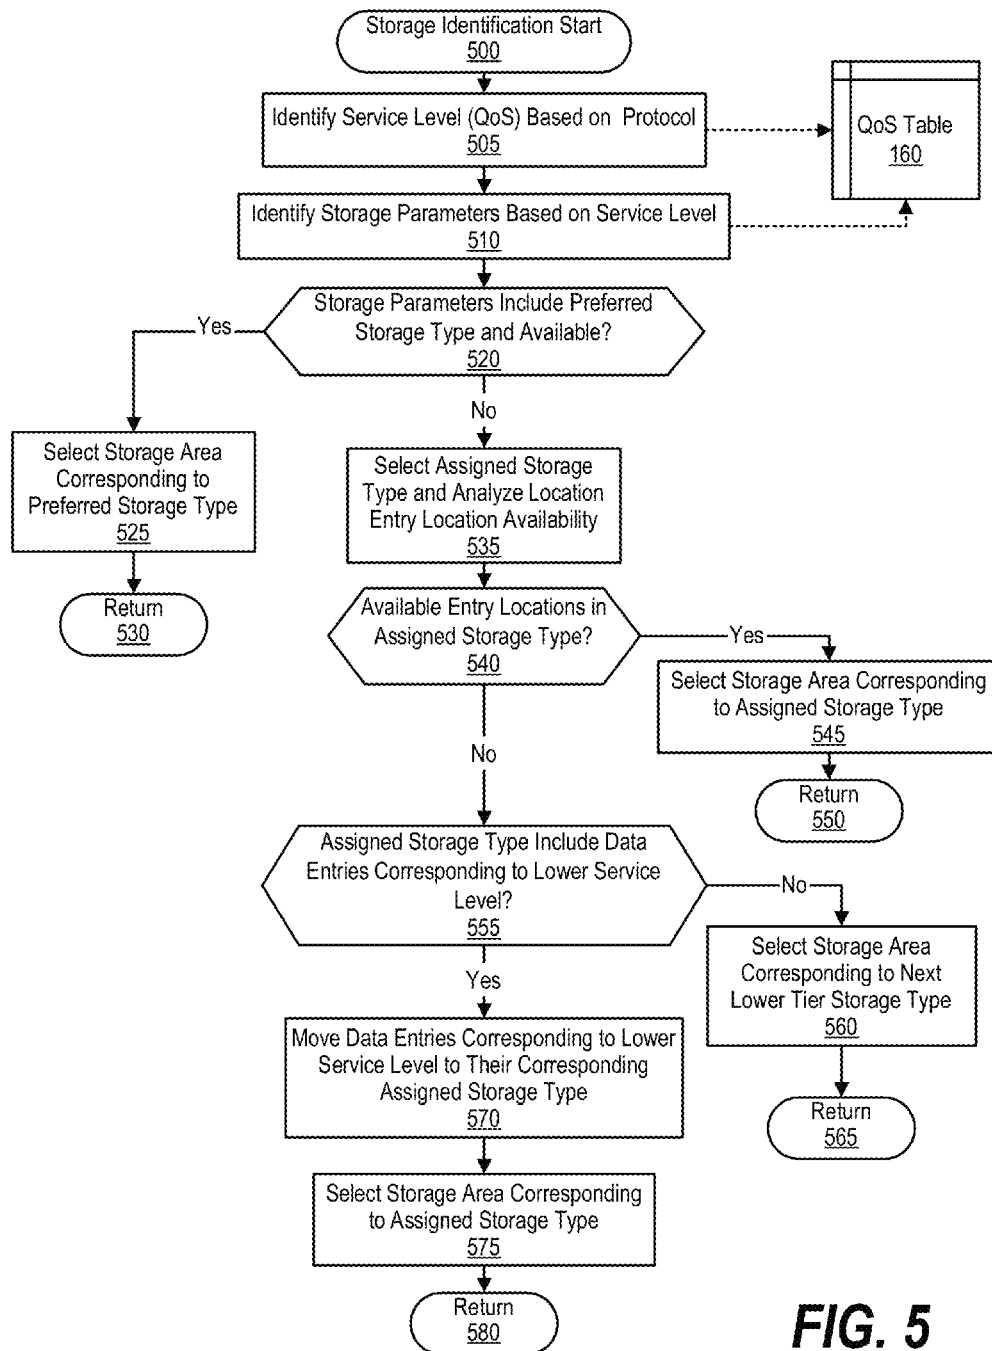 Storage Identification Start
500
Identify Service Level (QoS) Based on Protocol
505
QoS Table
160
Identify Storage Parameters Based on Service Level
510
Storage Parameters Include Preferred
Storage Type and Available?
520
Yes
No
Select Storage Area
Corresponding to
Preferred Storage Type
525
Return
530
Select Assigned Storage
Type and Analyze Location
Entry Location Availability
535
Available Entry Locations in
Assigned Storage Type?
540
Yes
Select Storage Area Corresponding
to Assigned Storage Type
545
Return
550
No
Assigned Storage Type Include Data
Entries Corresponding to Lower Service
Level?
555
No
Select Storage Area
Corresponding to Next
Lower Tier Storage Type
560
Return
565
Yes
Move Data Entries Corresponding to Lower
Service Level to Their Corresponding
Assigned Storage Type
570
Select Storage Area Corresponding
to Assigned Storage Type
575
Return
580
FIG. 5